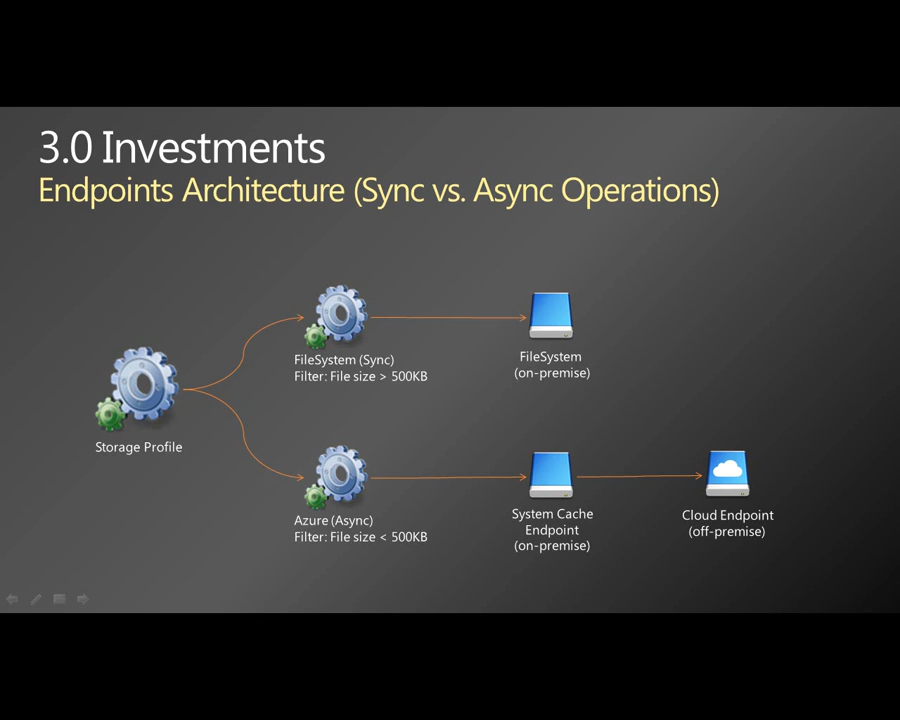 3.0 Investments
Endpoints Architecture (Sync vs. Async Operations)
FileSystem (Sync)
Filter: File size > 500KB
FileSystem
(on-premise)
Storage Profile
Azure (Async)
Filter: File size < 500KB
System Cache
Endpoint
(on-premise)
Cloud Endpoint
(off-premise)